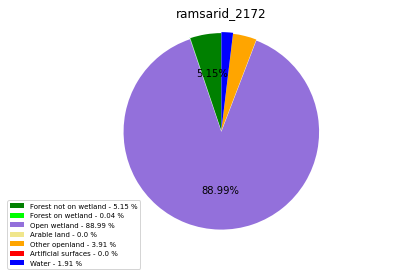 ramsarid_2172
5.15%
88.99%
Forest not on wetland - 5.15 %
Forest on wetland - 0.04 %
Open wetland - 88.99 %
Arable land - 0.0 %
Other openland - 3.91 %
Artificial surfaces - 0.0 %
Water - 1.91 %